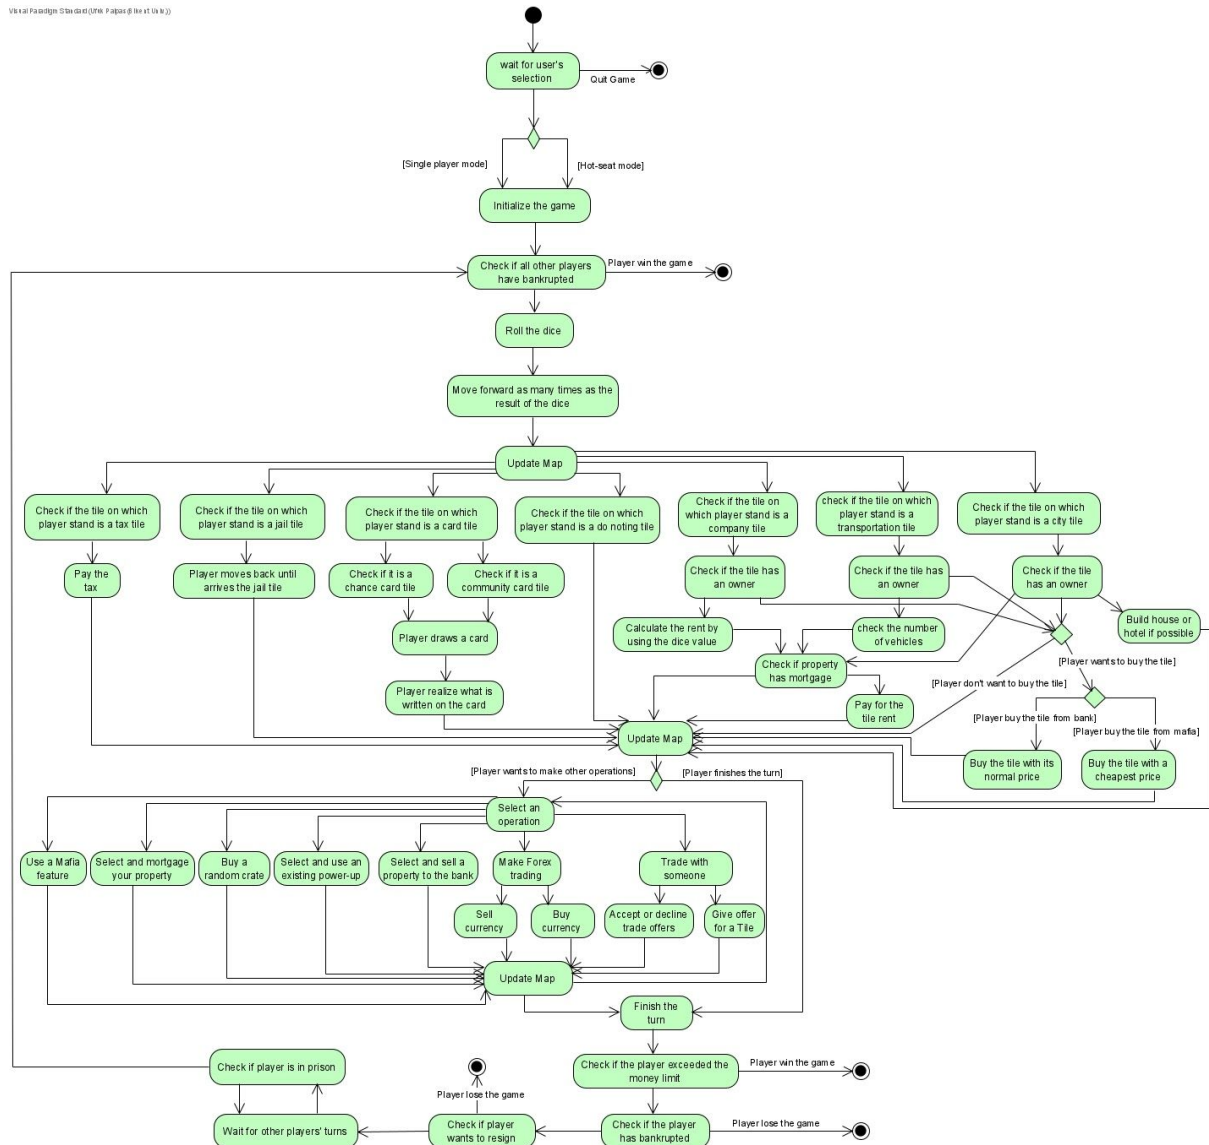 Visual Paradigm Standard (Ufuk Palpas (Bilkent Univ.))
wait for user's
selection
Quit Game
[Single player mode]
[Hot-seat mode]
Initialize the game
Check if all other players
have bankrupted
Player win the game
Roll the dice
Move forward as many times as the
result of the dice
Update Map
Check if the tile on which
player stand is a tax tile
Check if the tile on which
player stand is a jail tile
Check if the tile on which
player stand is a card tile
Check if the tile on which
player stand is a do noting tile
Check if the tile on
which player stand is a
company tile
check if the tile on which
player stand is a
transportation tile
Check if the tile on which
player stand is a city tile
Pay the
tax
Player moves back until
arrives the jail tile
Check if it is a
chance card tile
Check if it is a
community card tile
Check if the tile has
an owner
Check if the tile has
an owner
Check if the tile
has an owner
Player draws a card
Calculate the rent by
using the dice value
check the number
of vehicles
Build house or
hotel if possible
Check if property
has mortgage
[Player wants to buy the tile]
[Player don't want to buy the tile]
Player realize what is
written on the card
Pay for the
tile rent
[Player buy the tile from bank]
[Player buy the tile from mafia]
Update Map
Buy the tile with its
normal price
Buy the tile with a
cheapest price
[Player wants to make other operations]
[Player finishes the turn]
Select an
operation
Use a Mafia
feature
Select and mortgage
your property
Buy a
random crate
Select and use an
existing power-up
Select and sell a
property to the bank
Make Forex
trading
Trade with
someone
Sell
currency
Buy
currency
Accept or decline
trade offers
Give offer
for a Tile
Update Map
Finish the
turn
Check if player is in prison
Check if the player exceeded the
money limit
Player win the game
Player lose the game
Wait for other players' turns
Check if player
wants to resign
Check if the player
has bankrupted
Player lose the game